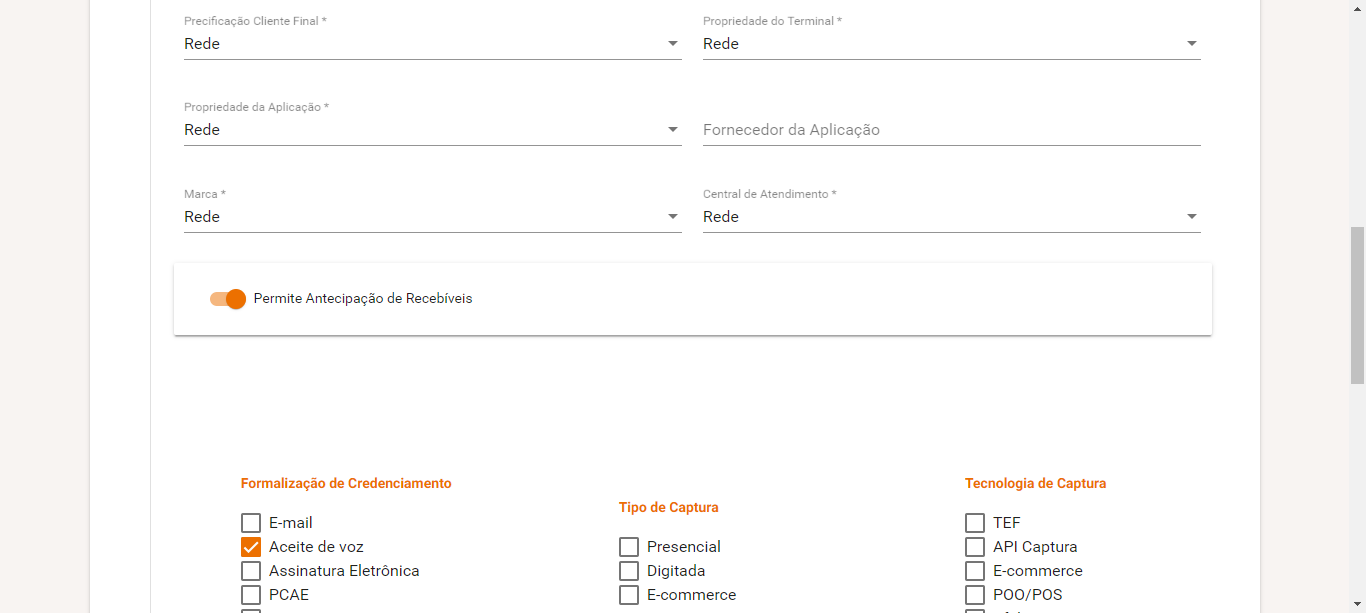 Precificação Cliente Final *
Rede
Propriedade do Terminal *
Rede
Propriedade da Aplicação *
Rede
Fornecedor da Aplicação
Marca *
Rede
Central de Atendimento *
Rede
Permite Antecipação de Recebíveis
Formalização de Credenciamento
E-mail
Aceite de voz
Assinatura Eletrônica
PCAE
Tipo de Captura
Presencial
Digitada
E-commerce
Tecnologia de Captura
TEF
API Captura
E-commerce
POO/POS